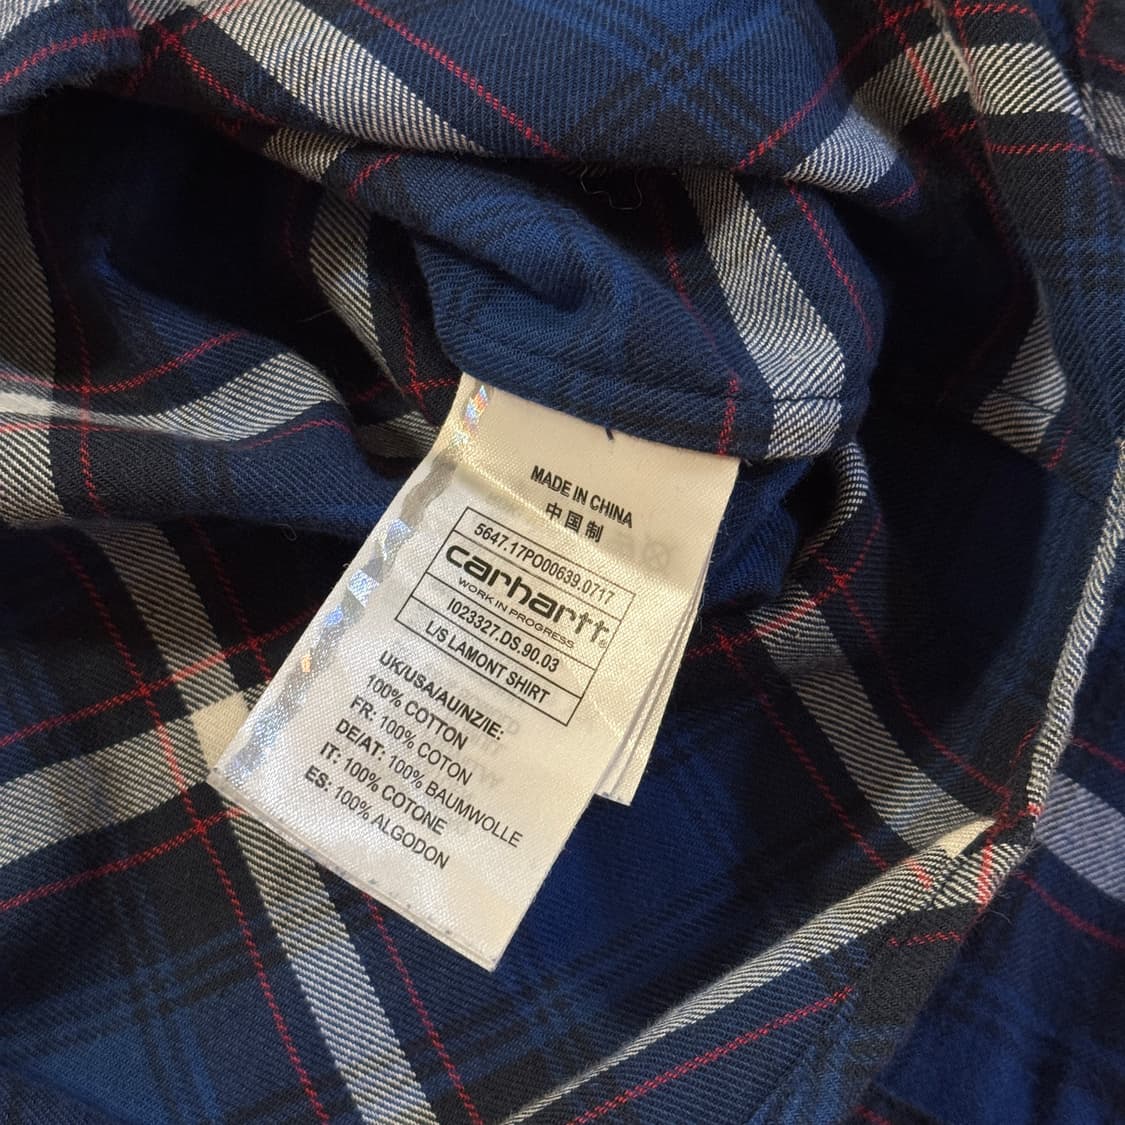 MADE IN CHINA
中国制
5647.17PO00639.0717
carhartt®
WORK IN PROGRESS
I023327.DS.90.03
L/S LAMONT SHIRT
UK/USA/AU/NZ/IE:
100% COTTON
FR: 100% COTON
DE/AT: 100% BAUMWOLLE
IT: 100% COTONE
ES: 100% ALGODON